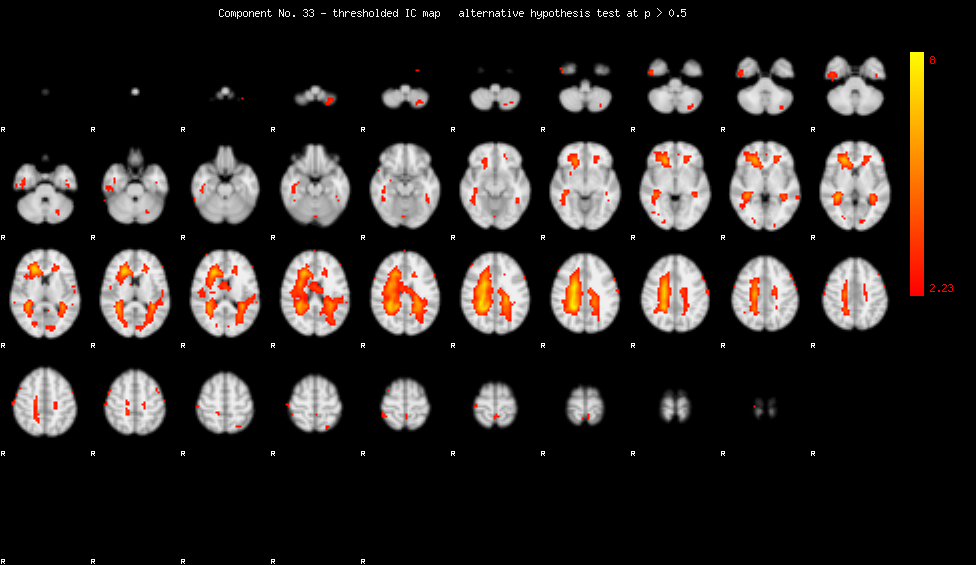 Component No. 33 - thresholded IC map   alternative hypothesis test at p > 0.5
8
R R R R R R R R R R
R R R R R R R R R R
2.23
R R R R R R R R R R
R R R R R R R R R R
R R R R R